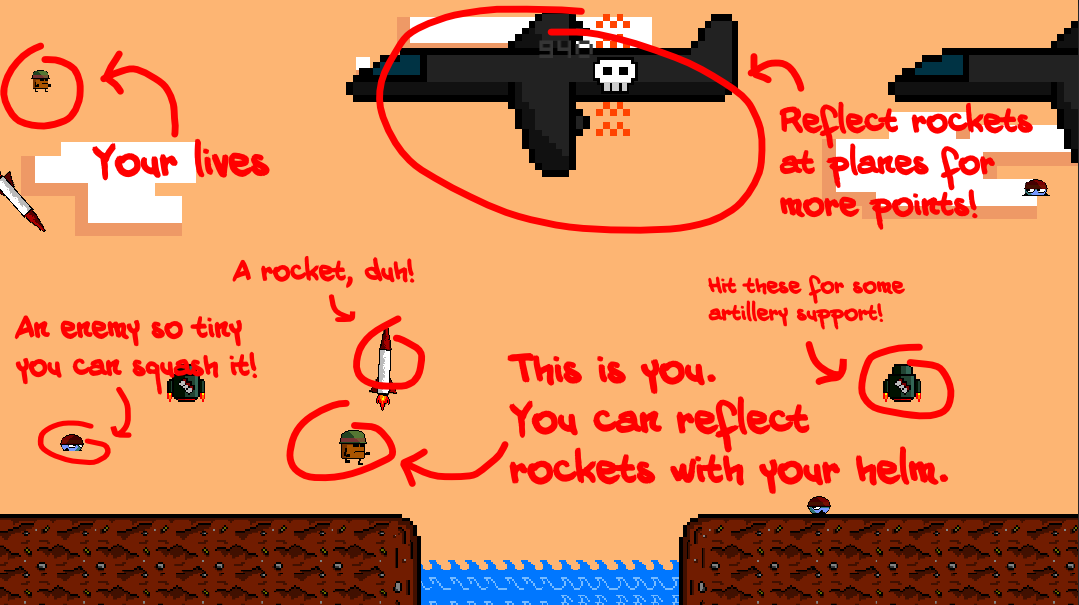 990
Your lives
Reflect rockets
at planes for
more points!
A rocket, duh!
Hit these for some
artillery support!
An enemy so tiny
you can squash it!
This is you.
You can reflect
rockets with your helm.